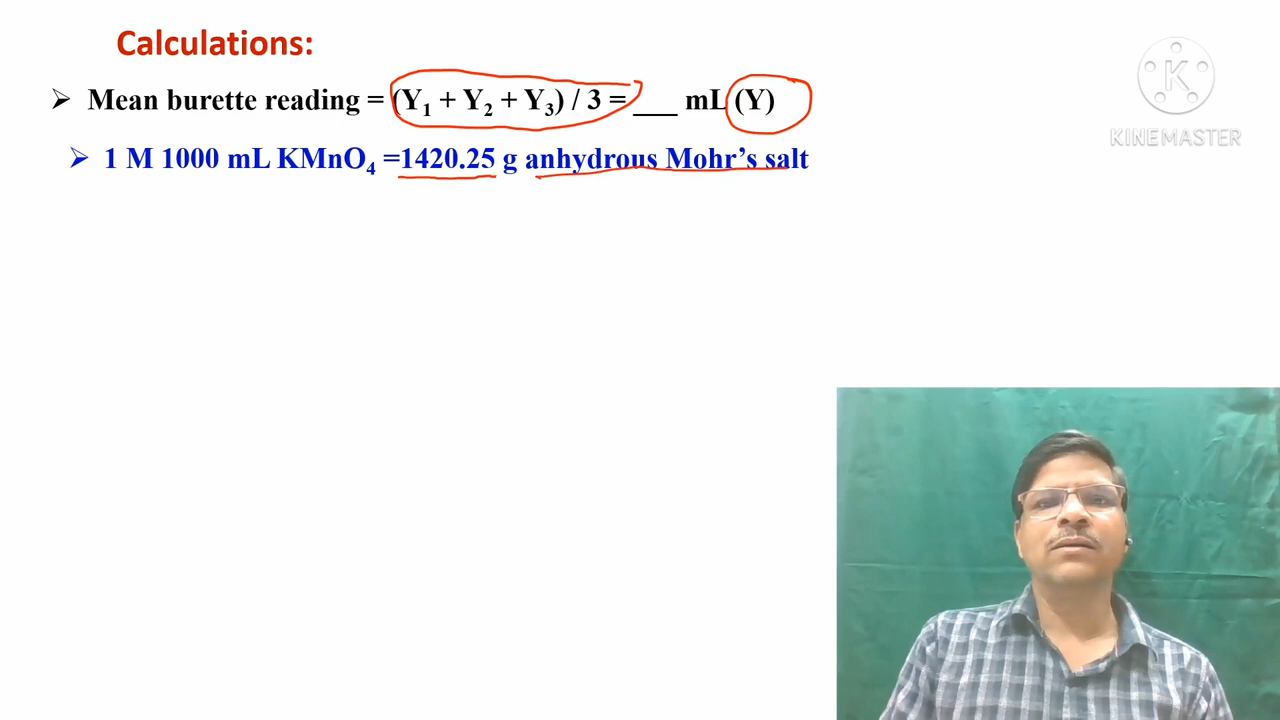 Calculations:
➢ Mean burette reading = (Y₁ + Y₂ + Y₃) / 3 = ___ mL (Y)
➢ 1 M 1000 mL KMnO₄ =1420.25 g anhydrous Mohr’s salt
K
KINEMASTER